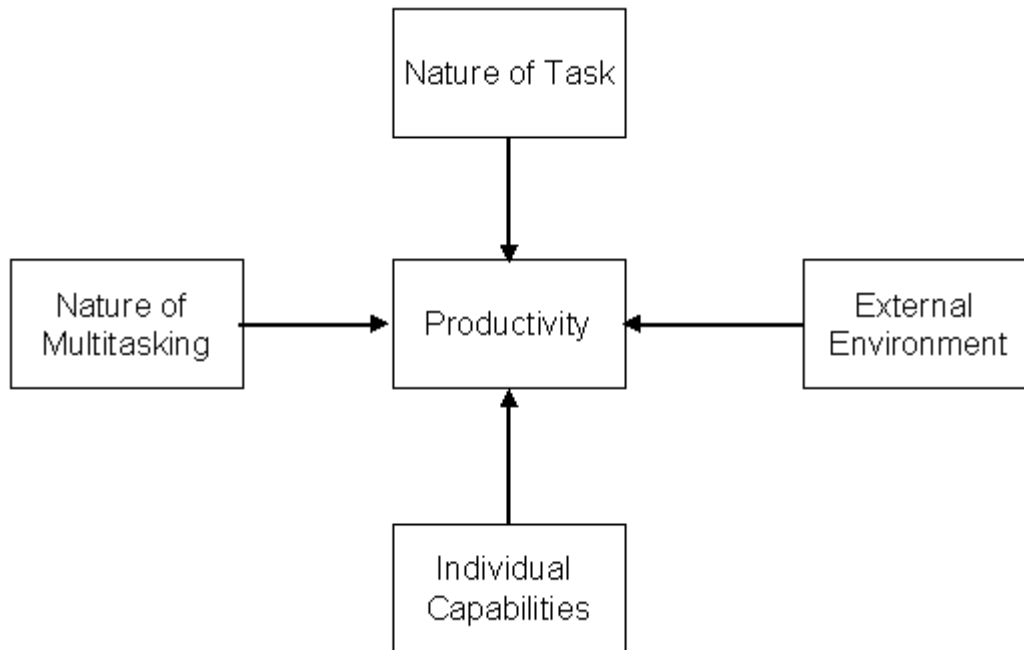 Nature of Task
Nature of
Multitasking
Productivity
External
Environment
Individual
Capabilities